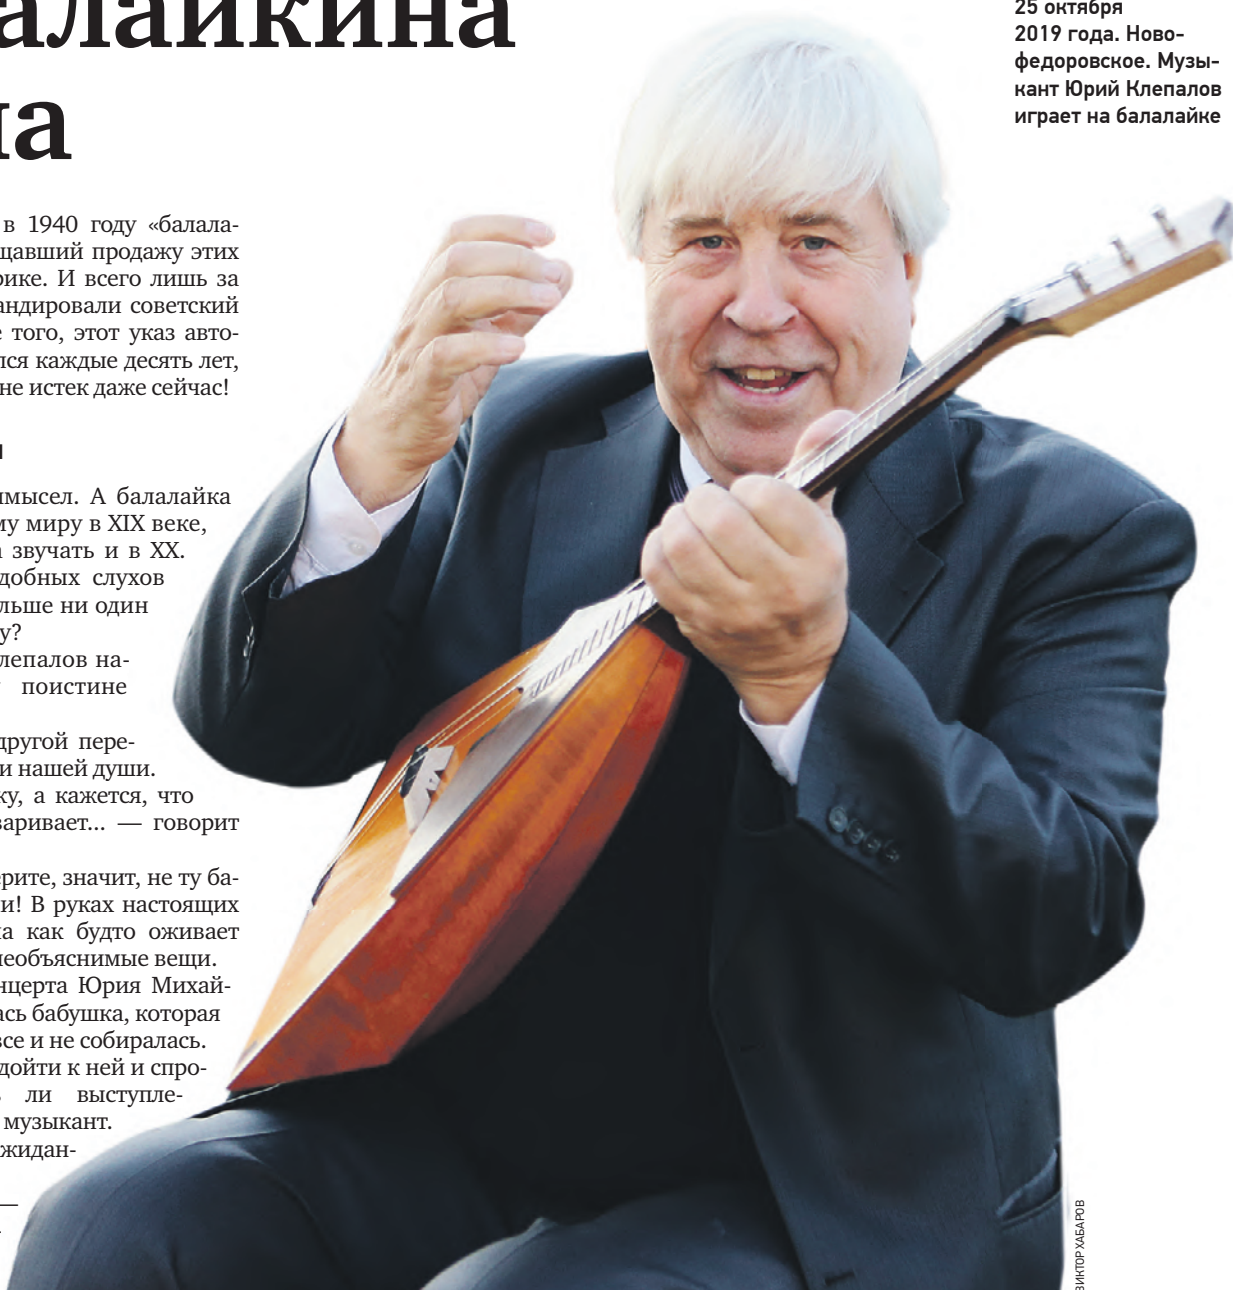 алайкина
на
25 октября
2019 года. Ново-
федоровское. Музы-
кант Юрий Клепалов
играет на балалайке
в 1940 году «балала-
щавший продажу этих
рике. И всего лишь за
андировали советский
е того, этот указ авто-
лся каждые десять лет,
не истек даже сейчас!
ымысел. А балалайка
му миру в XIX веке,
а звучать и в XX.
добных слухов
льше ни один
у?
лепалов на-
поистине
другой пере-
и нашей души.
ку, а кажется, что
варивает... — говорит
ерите, значит, не ту ба-
и! В руках настоящих
на как будто оживает
необъяснимые вещи.
нцерта Юрия Михай-
ась бабушка, которая
все и не собиралась.
дойти к ней и спро-
ли выступле-
музыкант.
жидан-
—
ВИКТОР ХАБАРОВ